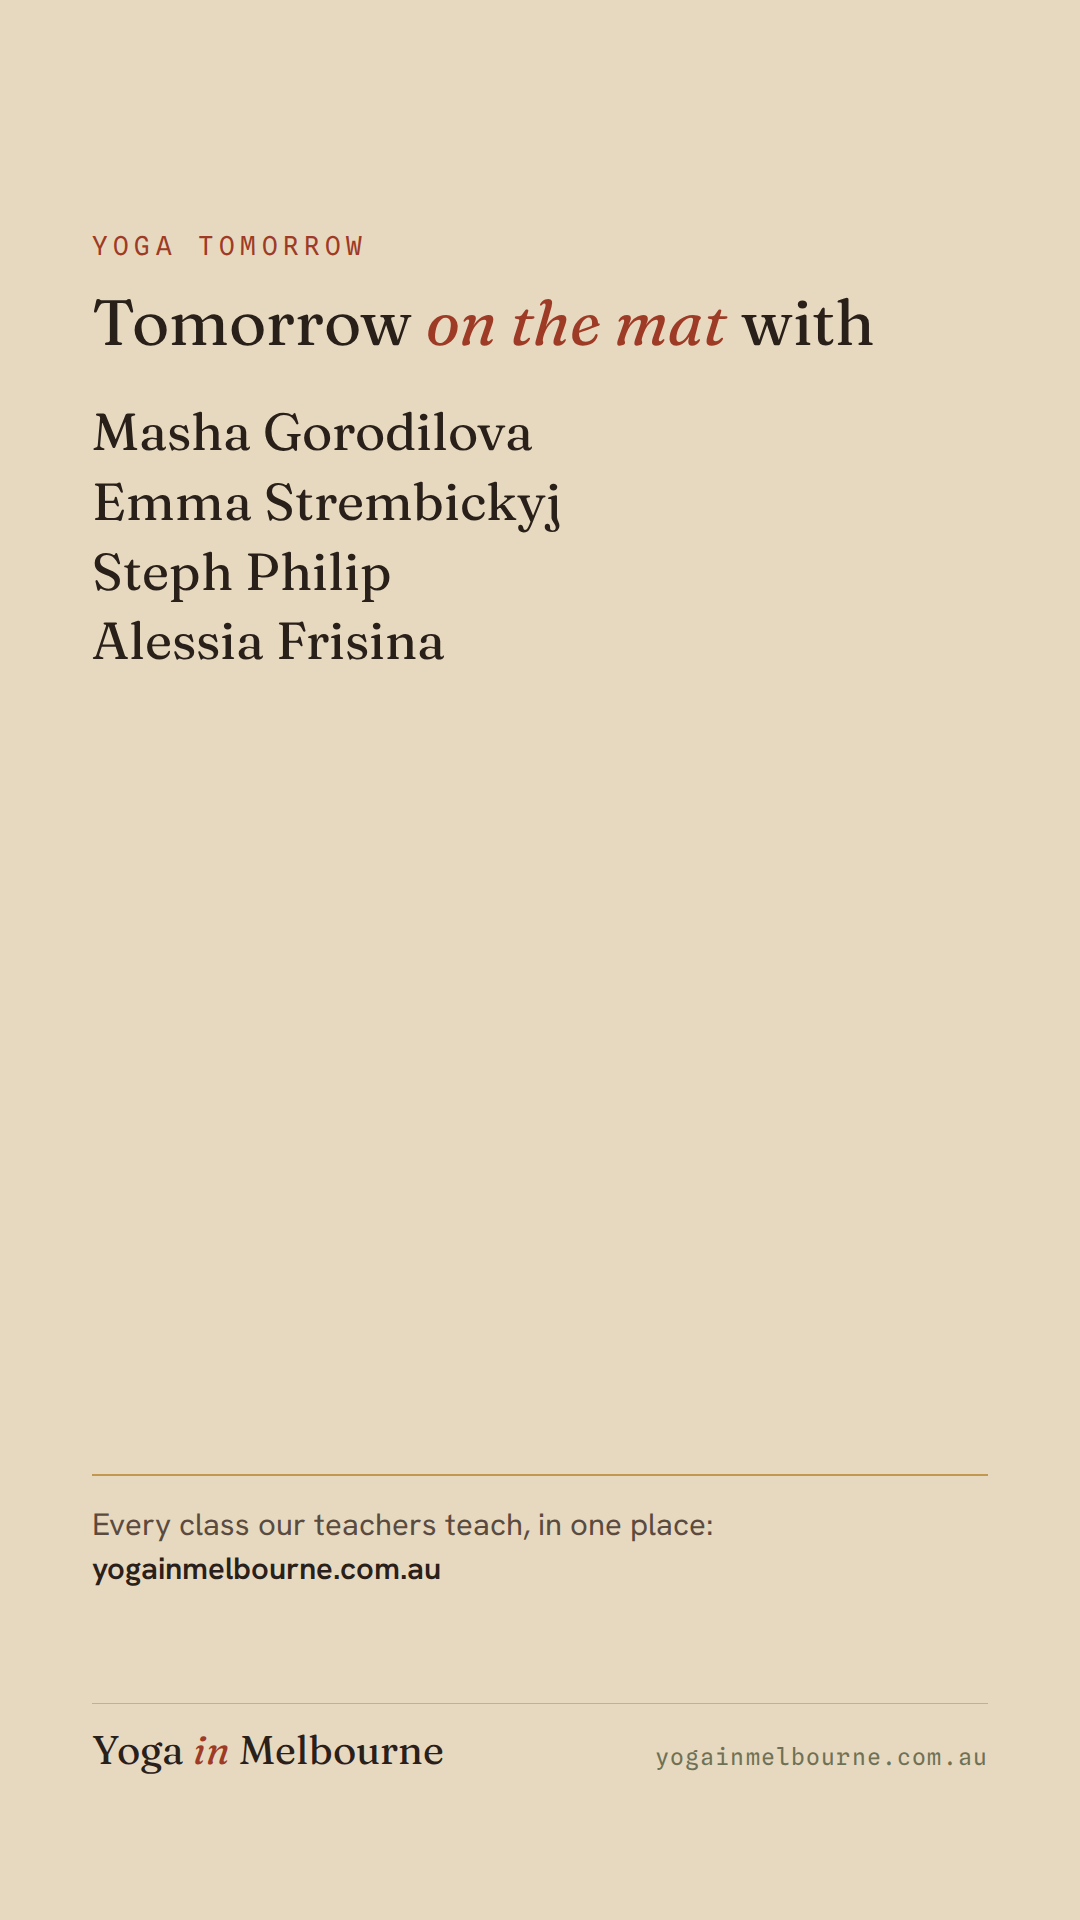 YOGA TOMORROW
Tomorrow on the mat with
Masha Gorodilova
Emma Strembickyj
Steph Philip
Alessia Frisina
Every class our teachers teach, in one place:
yogainmelbourne.com.au
Yoga in Melbourne
yogainmelbourne.com.au